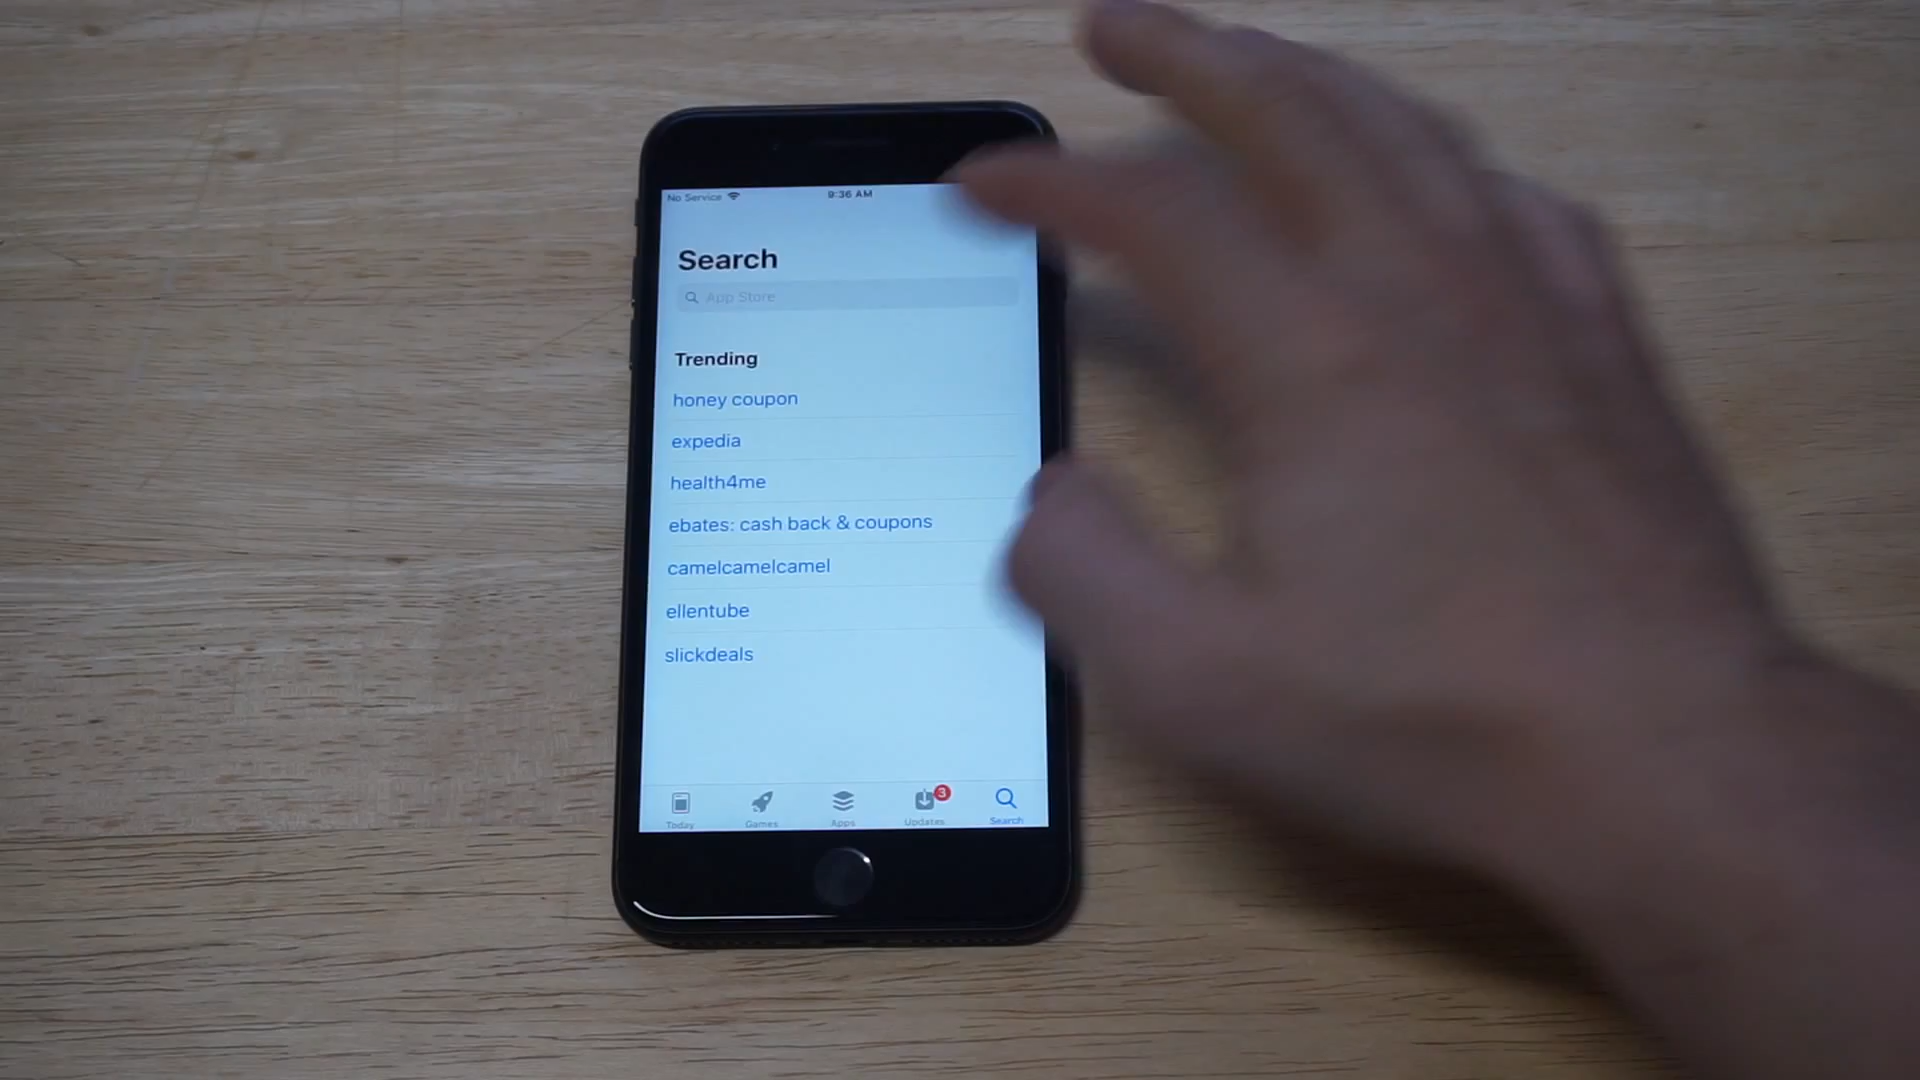 No Service
9:36 AM
Search
App Store
Trending
honey coupon
expedia
health4me
ebates: cash back & coupons
camelcamelcamel
ellentube
slickdeals
3
Today
Games
Apps
Updates
Search